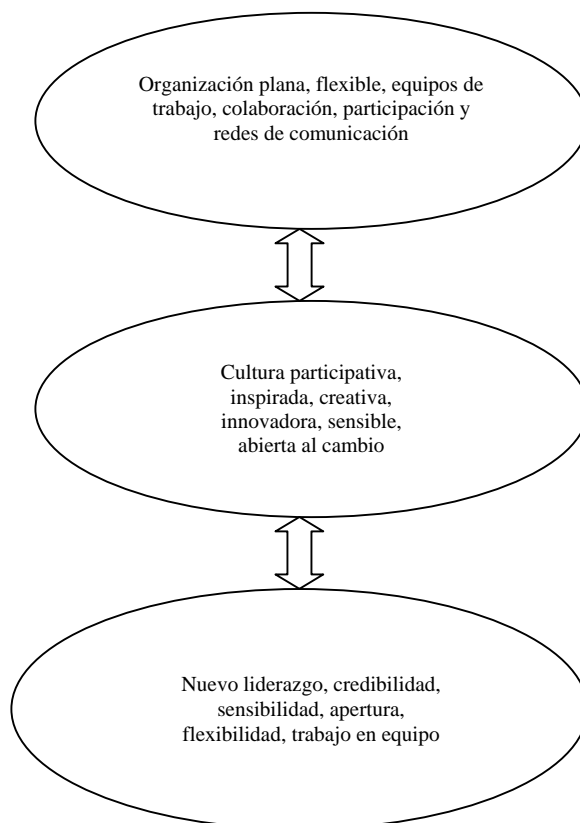 Organización plana, flexible, equipos de
trabajo, colaboración, participación y
redes de comunicación
Cultura participativa,
inspirada, creativa,
innovadora, sensible,
abierta al cambio
Nuevo liderazgo, credibilidad,
sensibilidad, apertura,
flexibilidad, trabajo en equipo